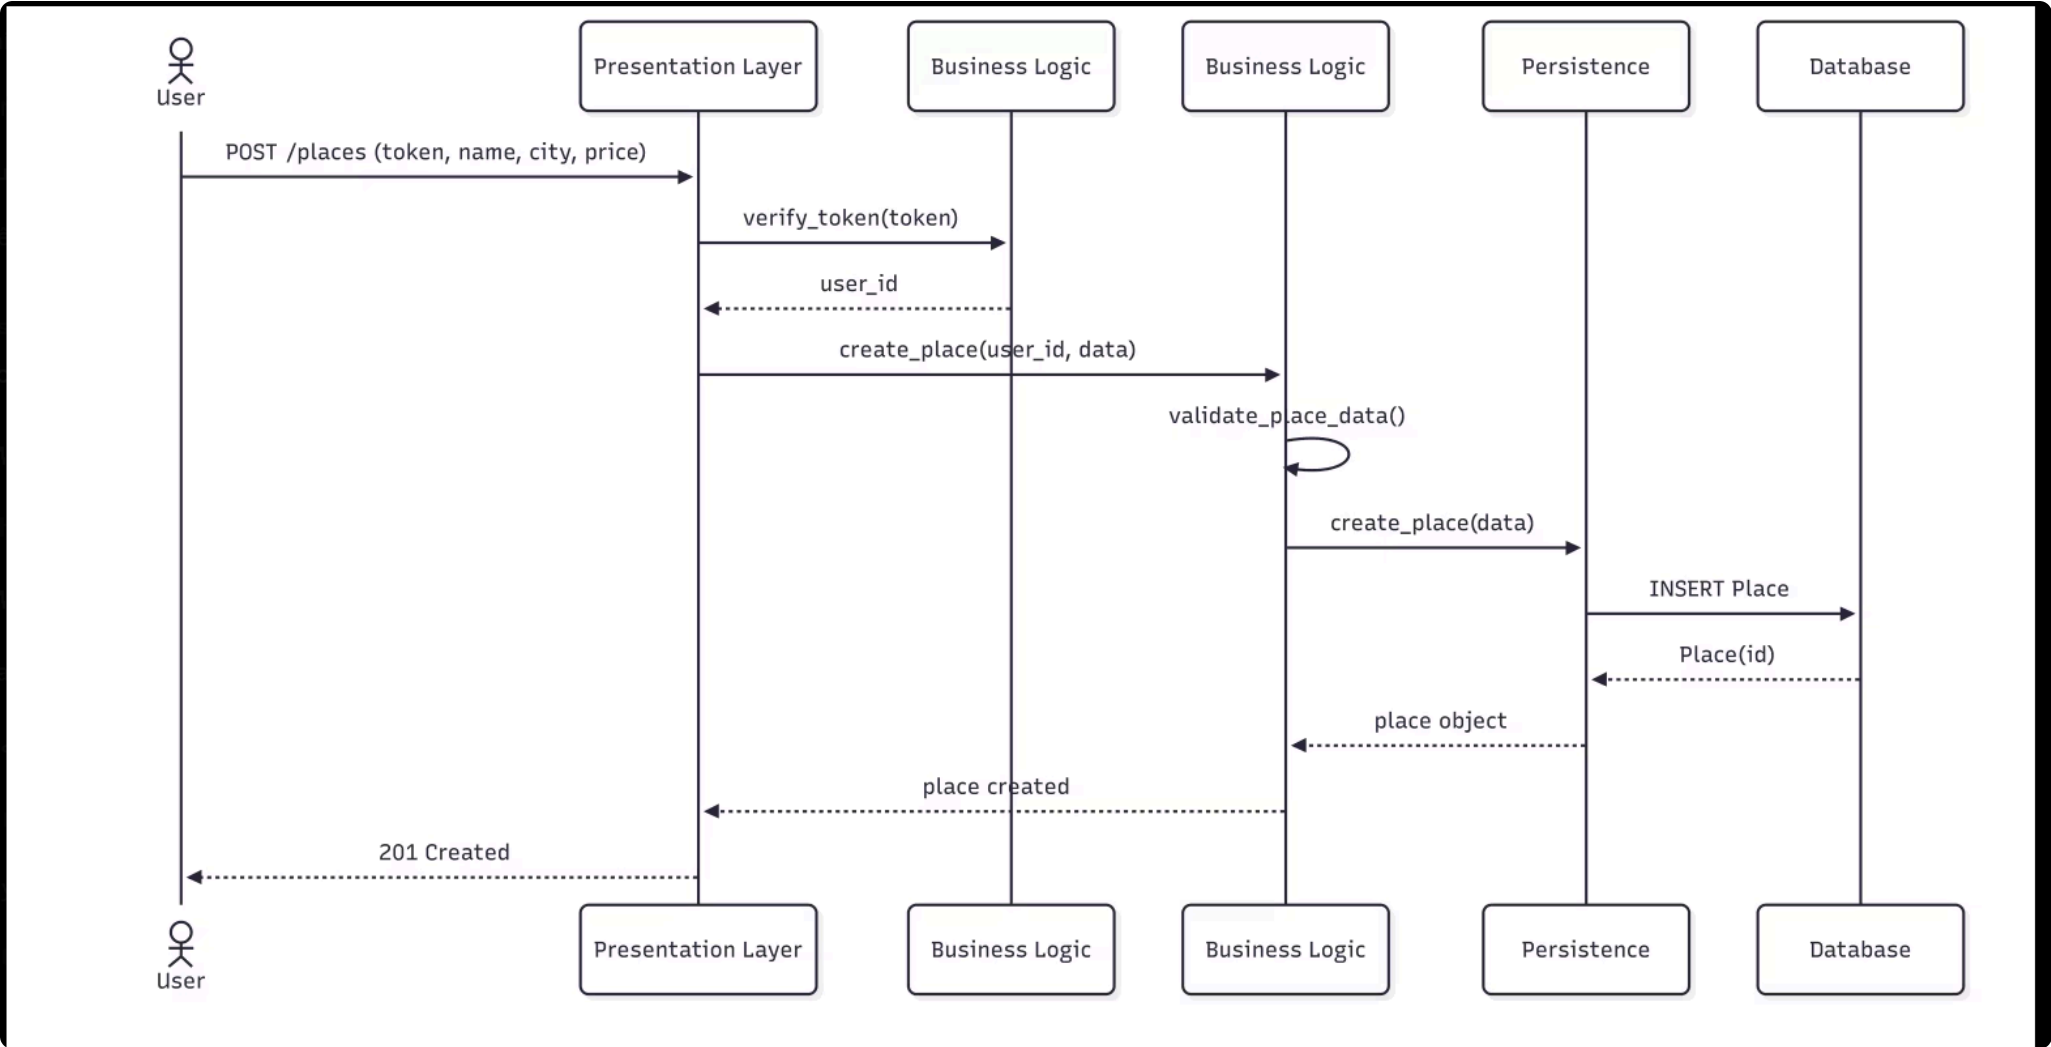 User
Presentation Layer
Business Logic
Business Logic
Persistence
Database
POST /places (token, name, city, price)
verify_token(token)
user_id
create_place(user_id, data)
validate_place_data()
create_place(data)
INSERT Place
Place(id)
place object
place created
201 Created
User
Presentation Layer
Business Logic
Business Logic
Persistence
Database